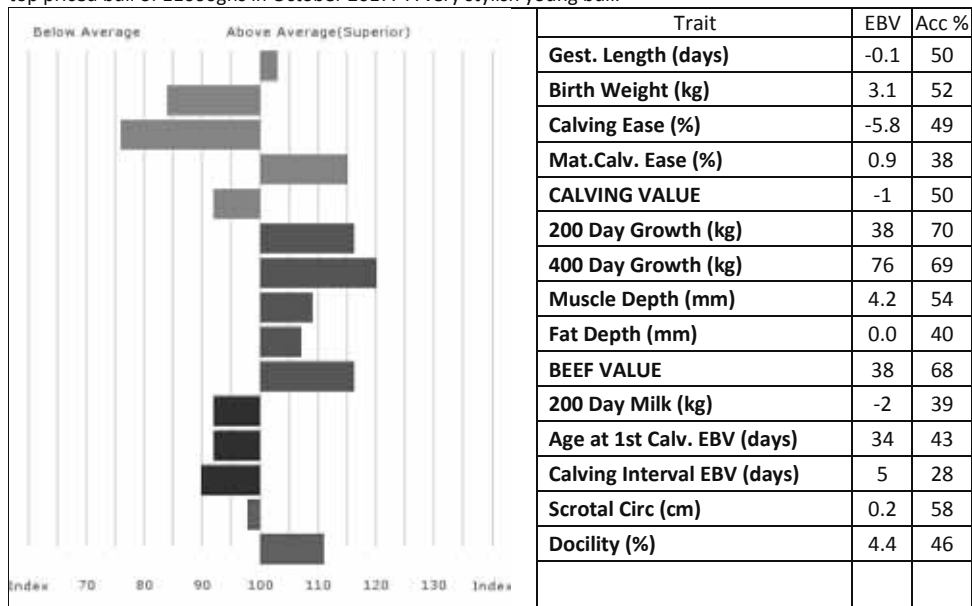 Below Average Above Average(Superior)
Index 70 80 90 100 110 120 130 Index
Trait EBV Acc %
Gest. Length (days) -0.1 50
Birth Weight (kg) 3.1 52
Calving Ease (%) -5.8 49
Mat.Calv. Ease (%) 0.9 38
CALVING VALUE -1 50
200 Day Growth (kg) 38 70
400 Day Growth (kg) 76 69
Muscle Depth (mm) 4.2 54
Fat Depth (mm) 0.0 40
BEEF VALUE 38 68
200 Day Milk (kg) -2 39
Age at 1st Calv. EBV (days) 34 43
Calving Interval EBV (days) 5 28
Scrotal Circ (cm) 0.2 58
Docility (%) 4.4 46